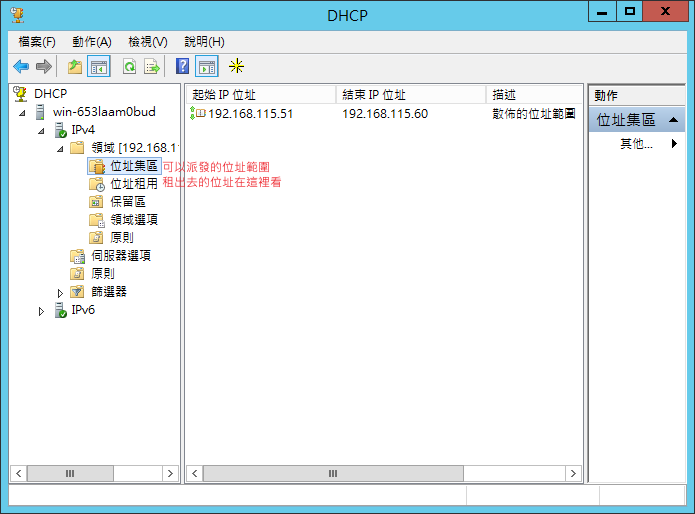 DHCP
檔案(F) 動作(A) 檢視(V) 說明(H)
DHCP
win-653laam0bud
IPv4
領域 [192.168.1
位址集區 可以派發的位址範圍
位址租用 租出去的位址在這裡看
保留區
領域選項
原則
伺服器選項
原則
篩選器
IPv6
起始 IP 位址 結束 IP 位址 描述
192.168.115.51 192.168.115.60 散佈的位址範圍
動作
位址集區
其他...